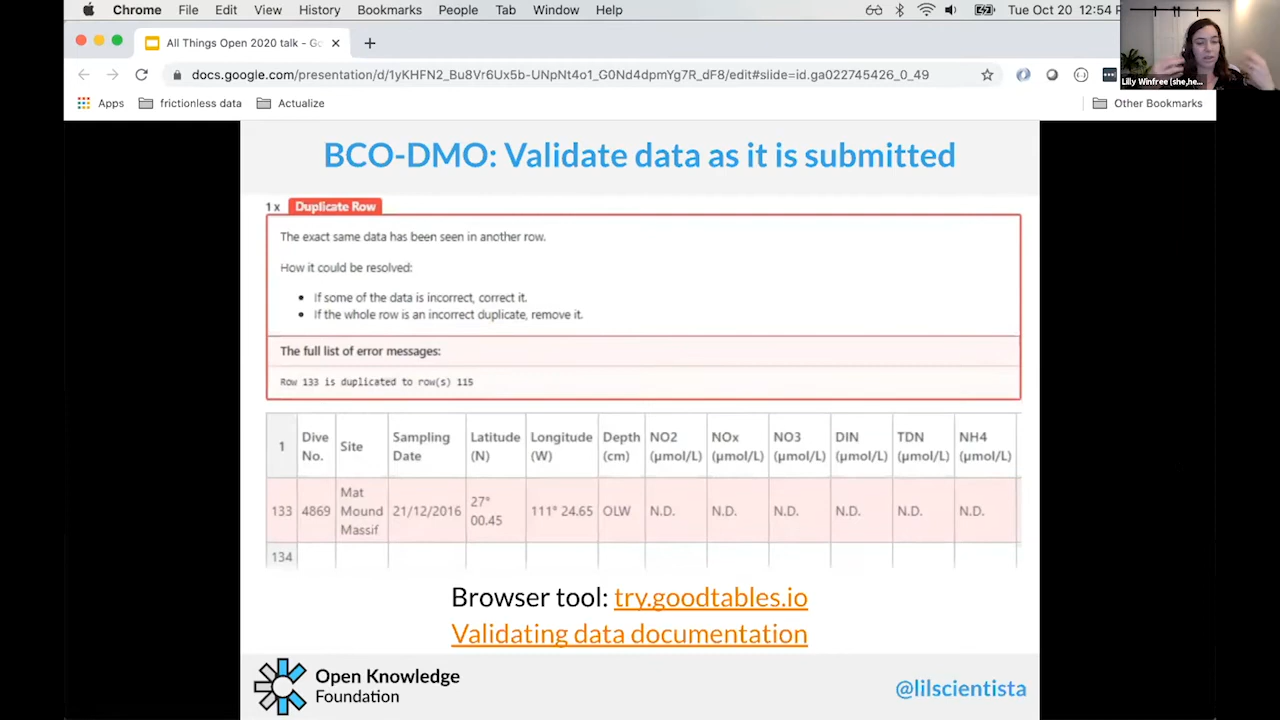 Chrome File Edit View History Bookmarks People Tab Window Help Tue Oct 20 12:54
All Things Open 2020 talk - Go
docs.google.com/presentation/d/1yKHFN2_Bu8Vr6Ux5b-UNpNt4o1_G0Nd4dpmYg7R_dF8/edit#slide=id.ga022745426_0_49
Lilly Winfree (she,he...
Apps frictionless data Actualize Other Bookmarks
BCO-DMO: Validate data as it is submitted
1 x Duplicate Row
The exact same data has been seen in another row.
How it could be resolved:
• If some of the data is incorrect, correct it.
• If the whole row is an incorrect duplicate, remove it.
The full list of error messages:
Row 133 is duplicated to row(s) 115
1 Dive No. Site Sampling Date Latitude (N) Longitude (W) Depth (cm) NO2 (µmol/L) NOx (µmol/L) NO3 (µmol/L) DIN (µmol/L) TDN (µmol/L) NH4 (µmol/L)
133 4869 Mat Mound Massif 21/12/2016 27° 00.45 111° 24.65 OLW N.D. N.D. N.D. N.D. N.D. N.D.
134
Browser tool: try.goodtables.io
Validating data documentation
Open Knowledge
Foundation
@lilscientista